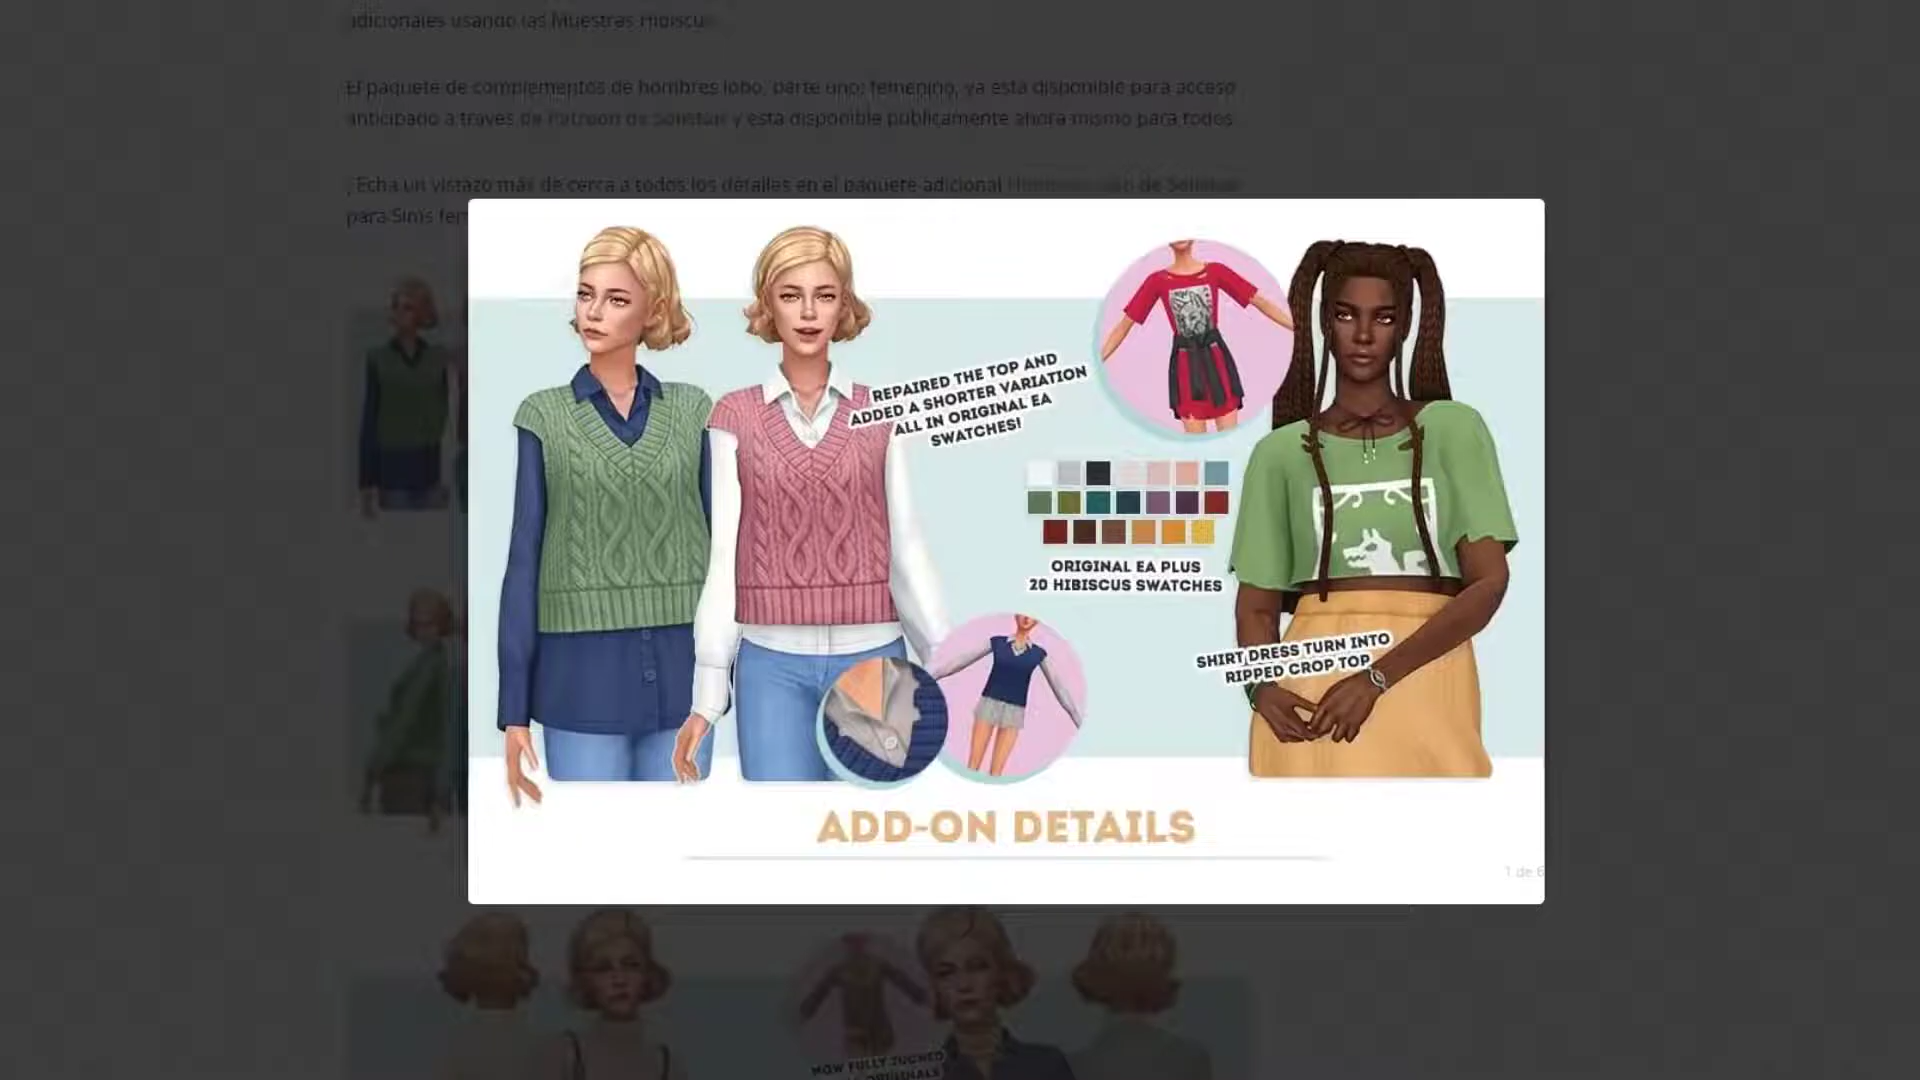 adicionales usando las Muestras Hibiscus
El paquete de complementos de hombres lobo, parte uno: femenino, ya está disponible para acceso
anticipado a través de Patreon de Solistair y está disponible públicamente ahora mismo para todos
¡ Echa un vistazo más de cerca a todos los detalles en el paquete adicional
para Sims
REPAIRED THE TOP AND
ADDED A SHORTER VARIATION
ALL IN ORIGINAL EA
SWATCHES!
ORIGINAL EA PLUS
20 HIBISCUS SWATCHES
SHIRT DRESS TURN INTO
RIPPED CROP TOP
ADD-ON DETAILS
1 de 6
NOW FULLY ZUCHED
ORIGINALS